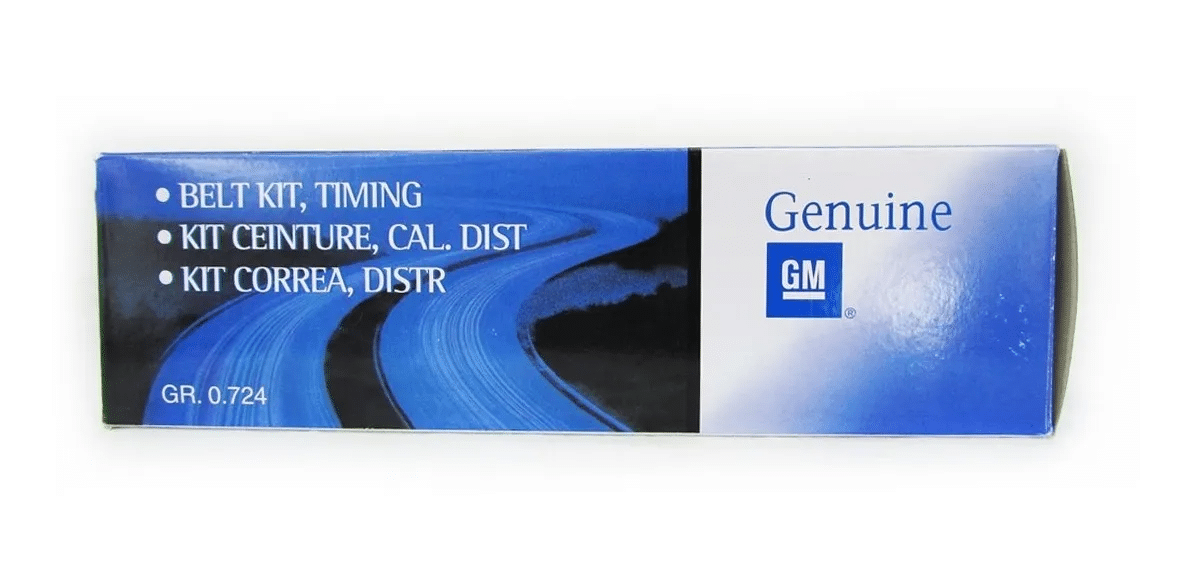 • BELT KIT, TIMING
• KIT CEINTURE, CAL. DIST
• KIT CORREA, DISTR
GR. 0.724
Genuine
GM
®